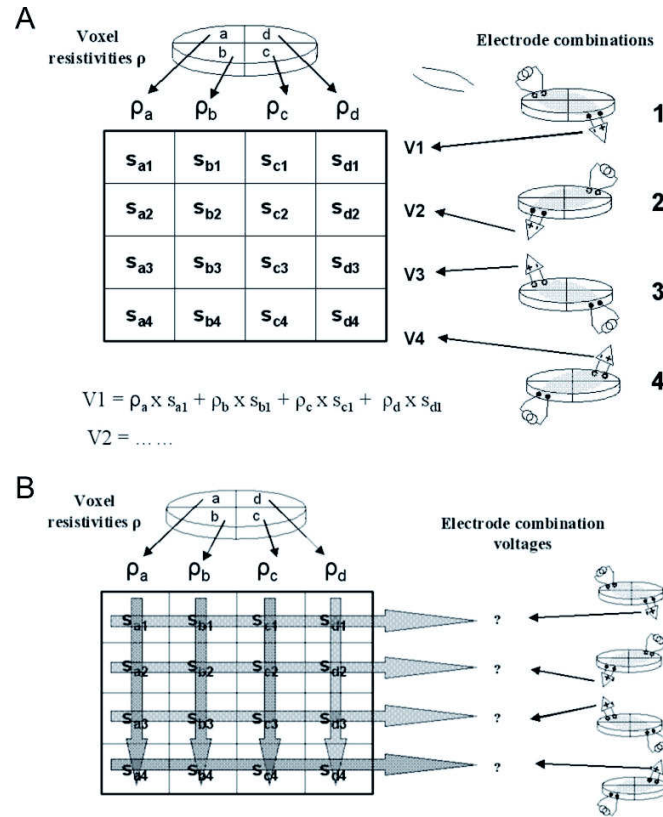 A
Voxel
resistivities ρ
a d
b c
Electrode combinations
ρa ρb ρc ρd
sa1 sb1 sc1 sd1
sa2 sb2 sc2 sd2
sa3 sb3 sc3 sd3
sa4 sb4 sc4 sd4
V1
V2
V3
V4
1
2
3
4
V1 = ρa x sa1 + ρb x sb1 + ρc x sc1 + ρd x sd1
V2 = ... ...
B
Voxel
resistivities ρ
a d
b c
Electrode combination
voltages
ρa ρb ρc ρd
sa1 sb1 sc1 sd1
sa2 sb2 sc2 sd2
sa3 sb3 sc3 sd3
sa4 sb4 sc4 sd4
?
?
?
?